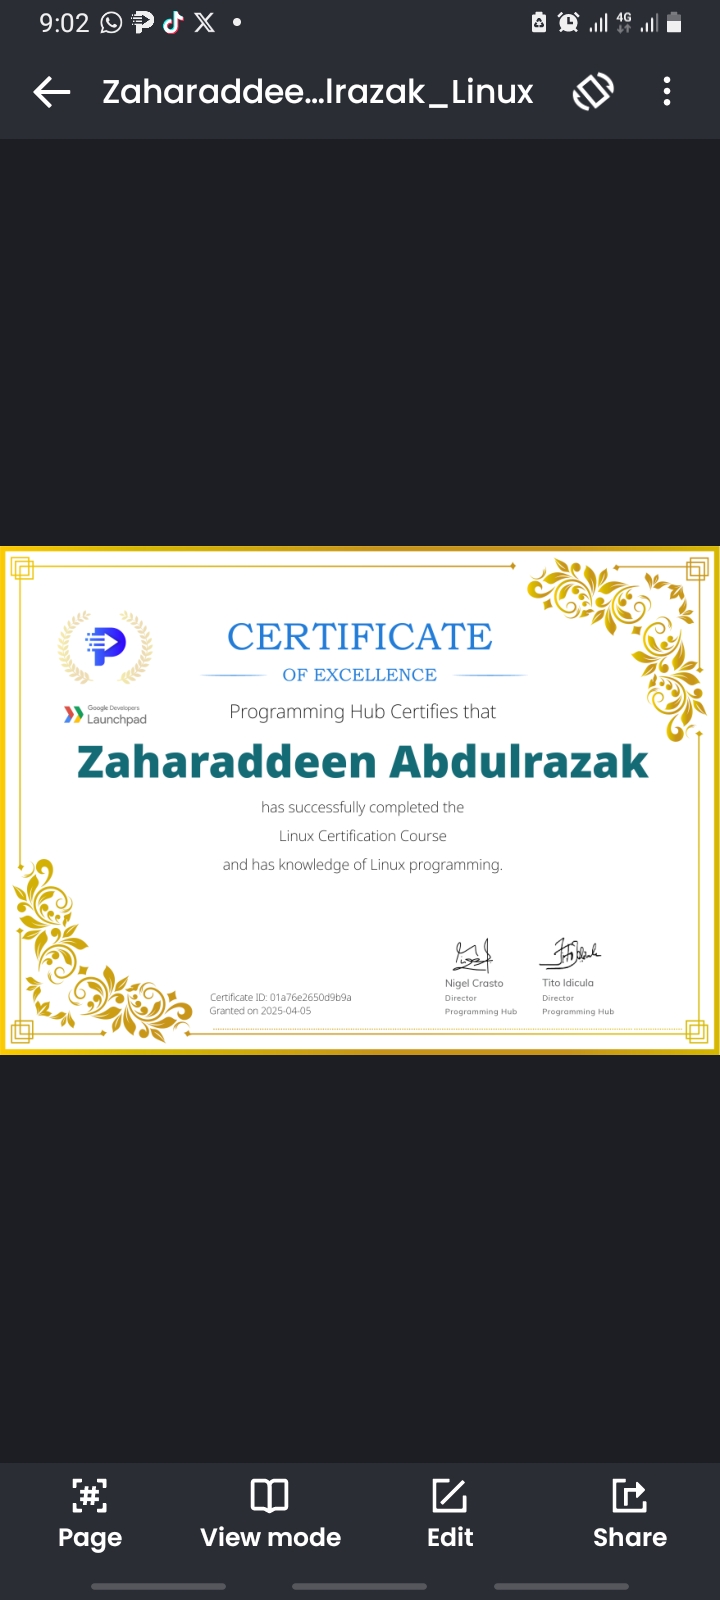 9:02
4G
Zaharaddee...lrazak_Linux
CERTIFICATE
OF EXCELLENCE
Google Developers
Launchpad
Programming Hub Certifies that
Zaharaddeen Abdulrazak
has successfully completed the
Linux Certification Course
and has knowledge of Linux programming.
Nigel Crasto
Director
Programming Hub
Tito Idicula
Director
Programming Hub
Certificate ID: 01a76e2650d9b9a
Granted on 2025-04-05
Page
View mode
Edit
Share